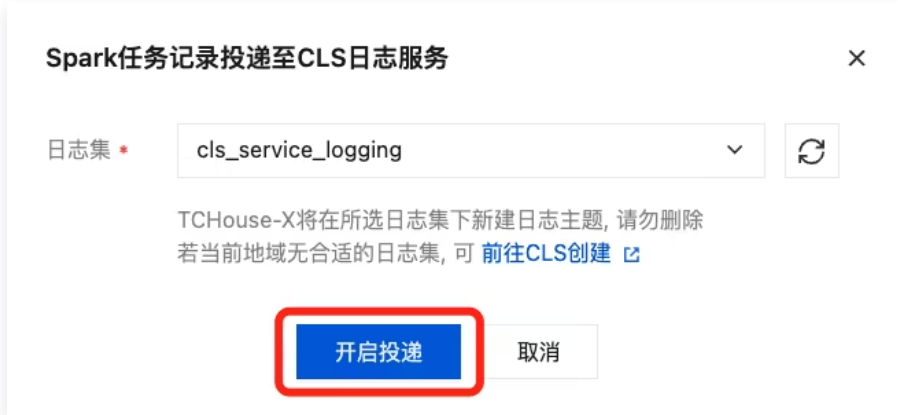 Spark任务记录投递至CLS日志服务
日志集 * cls_service_logging
TCHouse-X将在所选日志集下新建日志主题, 请勿删除
若当前地域无合适的日志集, 可 前往CLS创建
开启投递 取消